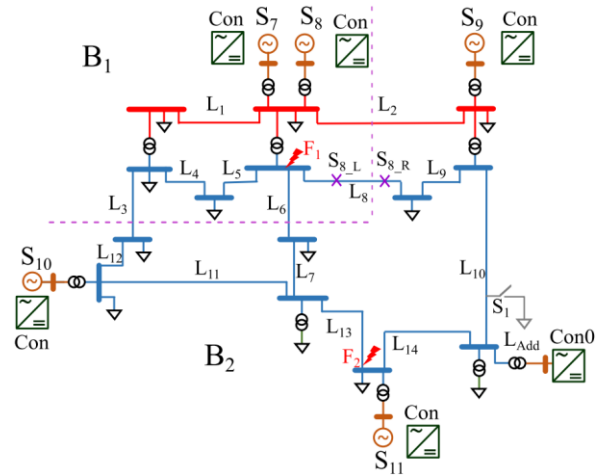 Con
S7
S8
Con
S9
Con
B1
L1
L2
F1
S8_L
S8_R
L4
L5
L8
L9
L3
L6
L12
S10
L11
L7
L10
S1
Con
L13
B2
F2
L14
LAdd
Con0
Con
S11